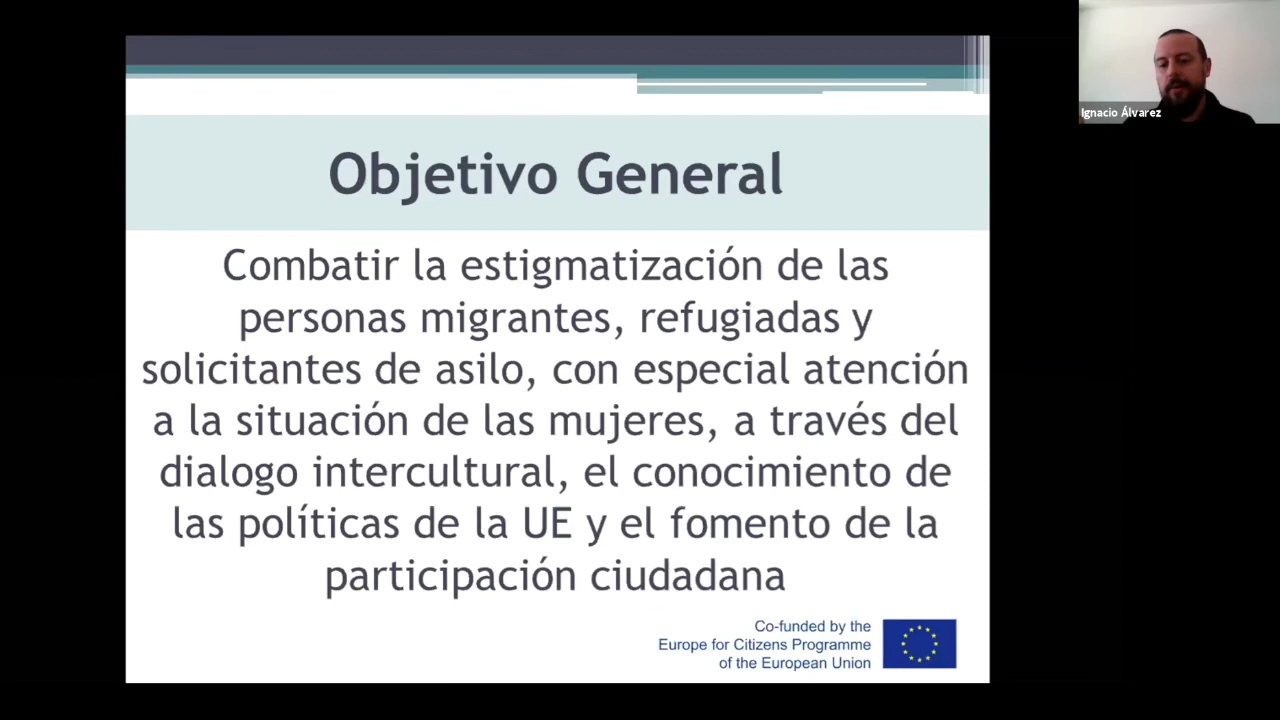 Objetivo General
Combatir la estigmatización de las
personas migrantes, refugiadas y
solicitantes de asilo, con especial atención
a la situación de las mujeres, a través del
dialogo intercultural, el conocimiento de
las políticas de la UE y el fomento de la
participación ciudadana
Co-funded by the
Europe for Citizens Programme
of the European Union
Ignacio Álvarez